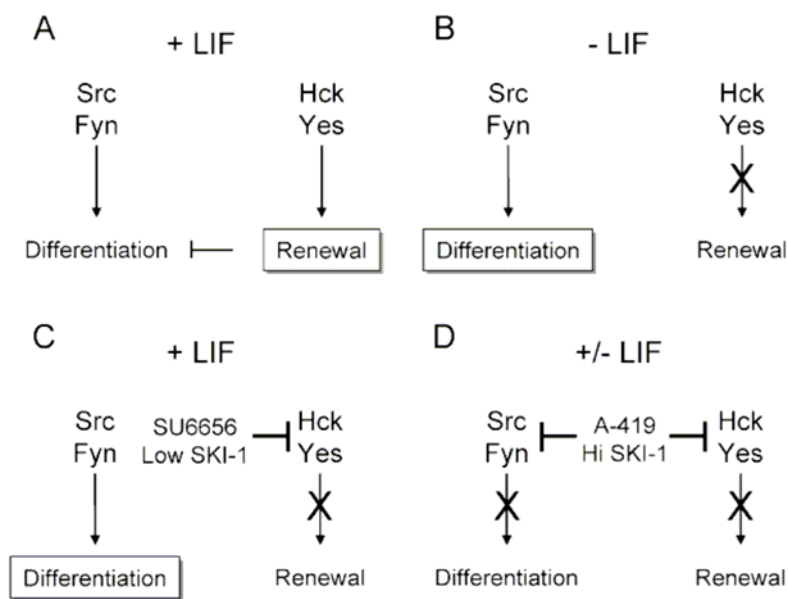 A
+ LIF
Src
Fyn
Hck
Yes
Differentiation
Renewal
B
- LIF
Src
Fyn
Hck
Yes
X
Differentiation
Renewal
C
+ LIF
Src
Fyn
SU6656
Low SKI-1
Hck
Yes
X
Differentiation
Renewal
D
+/- LIF
Src
Fyn
A-419
Hi SKI-1
Hck
Yes
X
X
Differentiation
Renewal